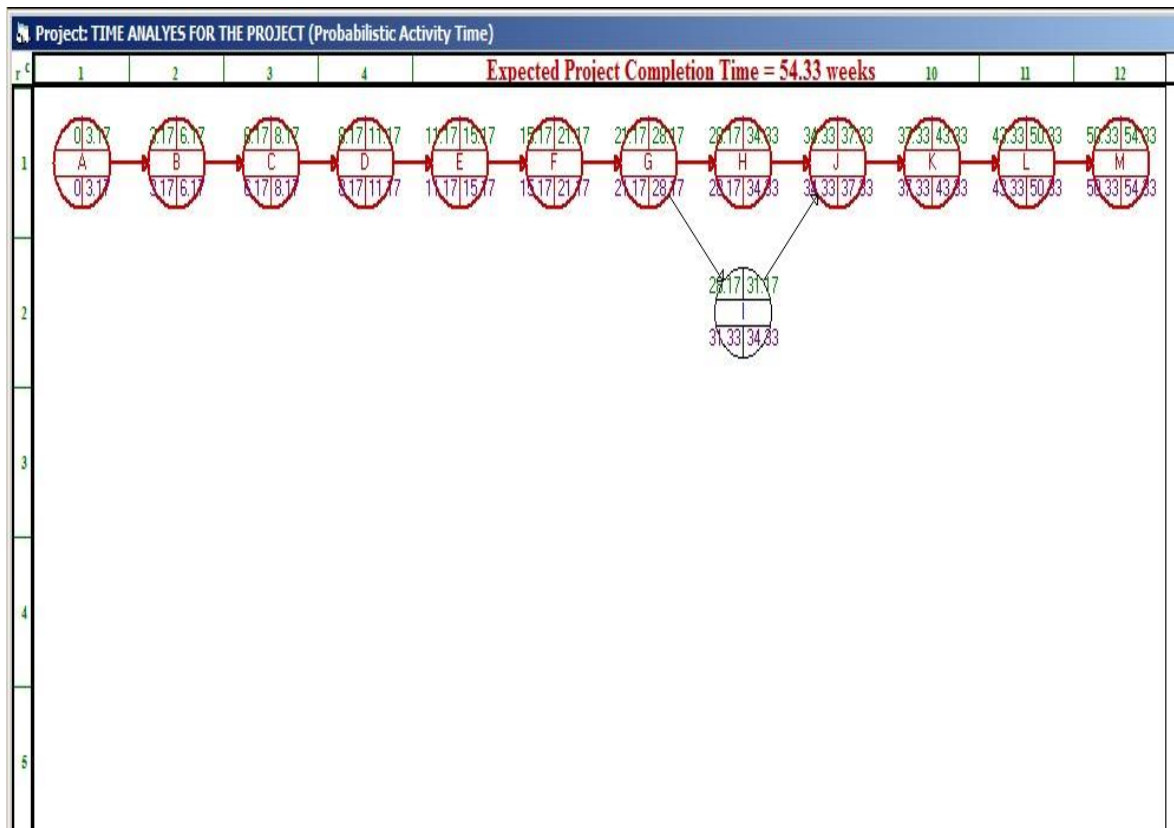 Project: TIME ANALYES FOR THE PROJECT (Probabilistic Activity Time)
r c 1 2 3 4 Expected Project Completion Time = 54.33 weeks 10 11 12
0 3.17 3.17 6.17 6.17 8.17 8.17 11.17 11.17 15.17 15.17 21.17 21.17 28.17 28.17 34.33 34.33 37.33 37.33 43.33 43.33 50.33 50.33 54.33
1 A B C D E F G H J K L M
0 3.17 3.17 6.17 6.17 8.17 8.17 11.17 11.17 15.17 15.17 21.17 21.17 28.17 28.17 34.33 34.33 37.33 37.33 43.33 43.33 50.33 50.33 54.33
28.17 31.17
2 I
31.33 34.33
3
4
5